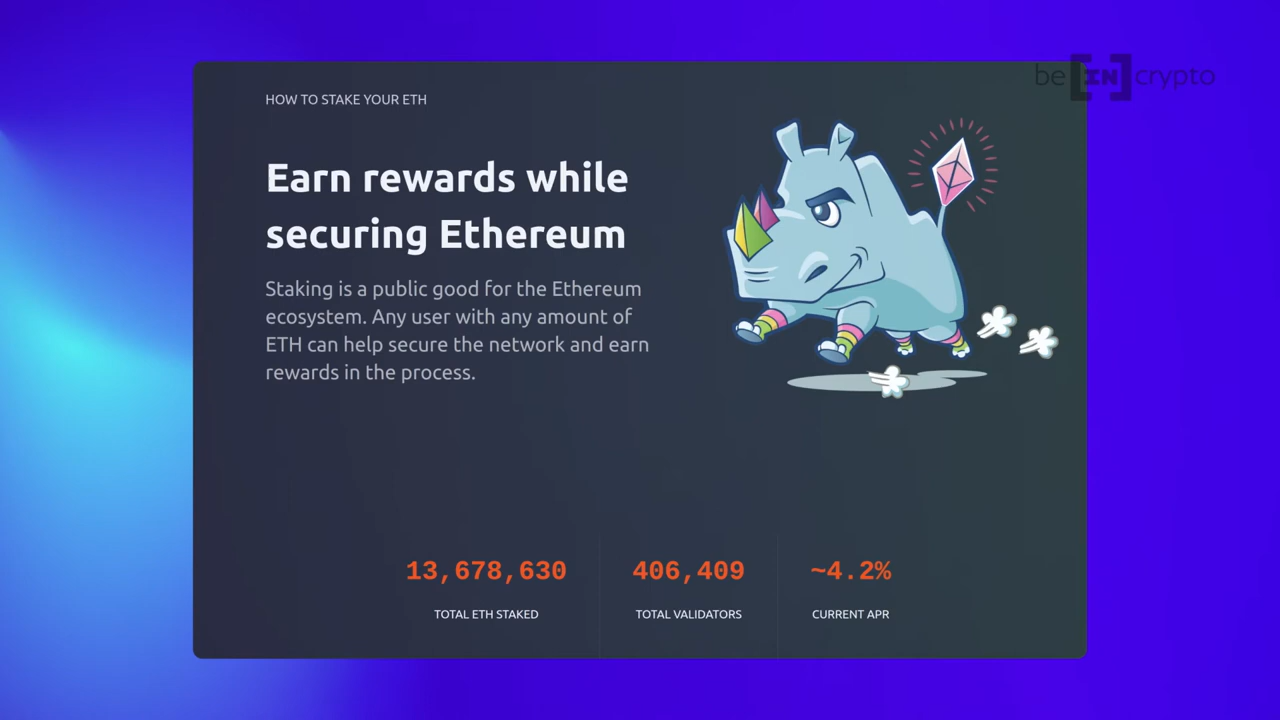 be[IN]crypto
HOW TO STAKE YOUR ETH
Earn rewards while
securing Ethereum
Staking is a public good for the Ethereum
ecosystem. Any user with any amount of
ETH can help secure the network and earn
rewards in the process.
13,678,630
TOTAL ETH STAKED
406,409
TOTAL VALIDATORS
~4.2%
CURRENT APR